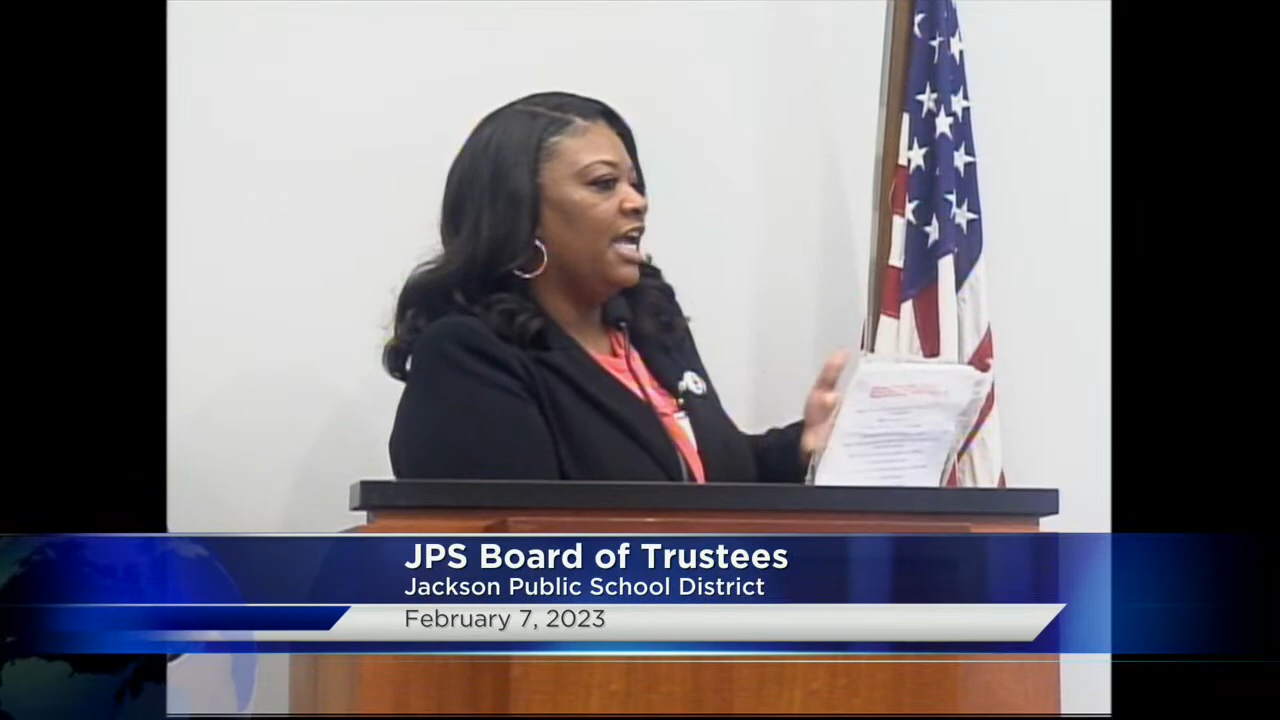 JPS Board of Trustees
Jackson Public School District
February 7, 2023